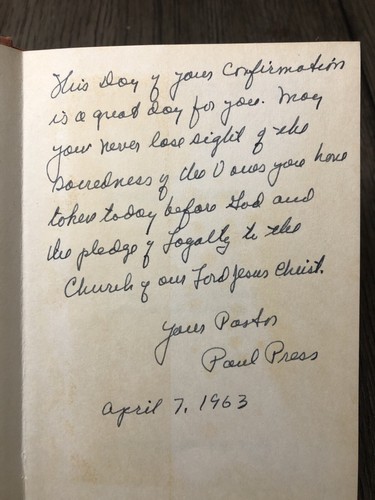 This Day of your Confirmation
is a great day for you. May
you never lose sight of the
sacredness of the Vows you have
taken today before God and
the pledge of Loyalty to the
Church of our Lord Jesus Christ.
Your Pastor
Paul Press
April 7, 1963